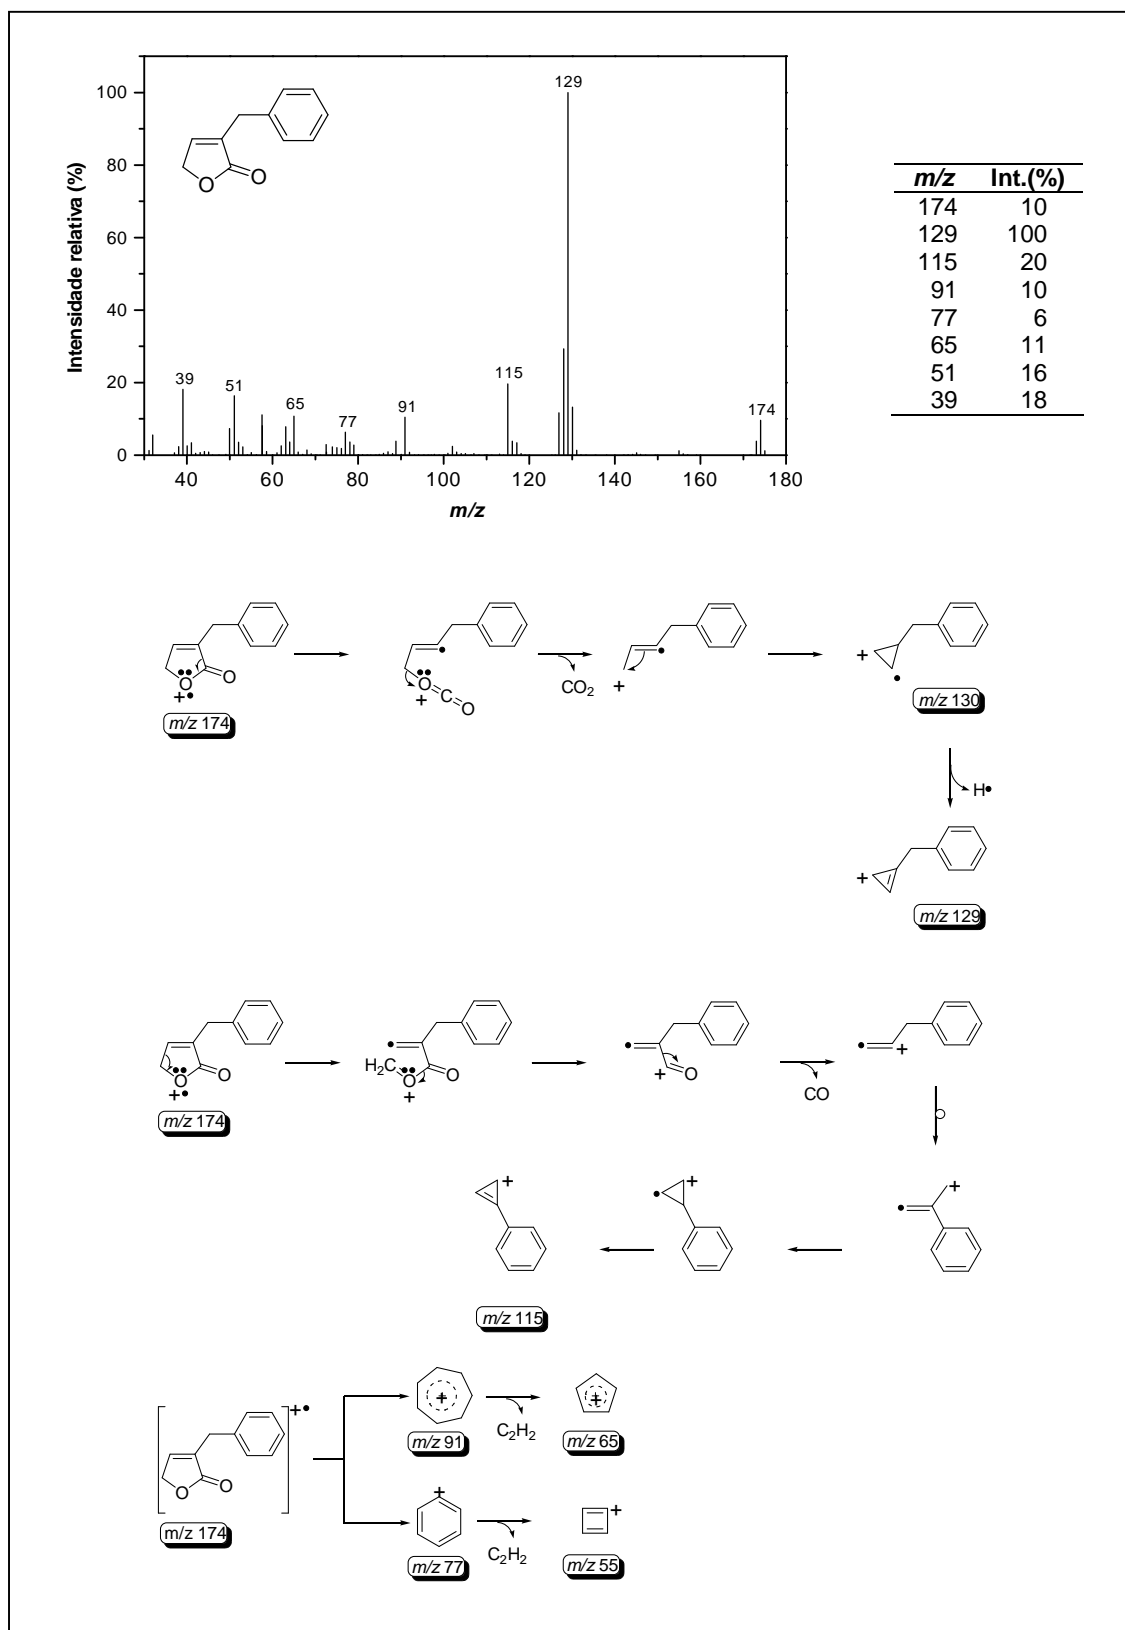 129
100
80
60
40
20
0
Intensidade relativa (%)
39
51
65
77
91
115
174
O
O
40 60 80 100 120 140 160 180
m/z
m/z Int.(%)
174 10
129 100
115 20
91 10
77 6
65 11
51 16
39 18
O
O
+•
m/z 174
O=C=O
+
CO2
+
+
•
m/z 130
H•
+
m/z 129
O
O
+•
m/z 174
H2C
O
O
+
•
•
+
O
CO
•
+
+
•
•
+
+
m/z 115
+•
O
O
m/z 174
+
m/z 91
C2H2
+
m/z 65
+
m/z 77
C2H2
+
m/z 55